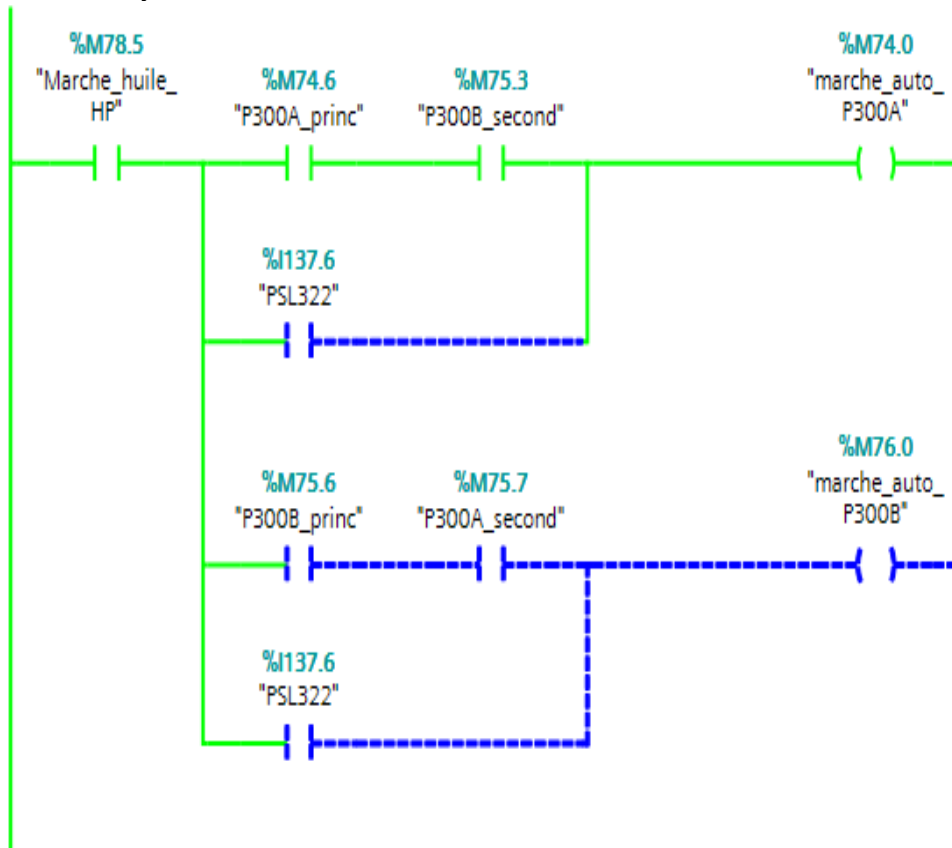 %M78.5
"Marche_huile_
HP"
%M74.6
"P300A_princ"
%M75.3
"P300B_second"
%M74.0
"marche_auto_
P300A"
%I137.6
"PSL322"
%M75.6
"P300B_princ"
%M75.7
"P300A_second"
%M76.0
"marche_auto_
P300B"
%I137.6
"PSL322"